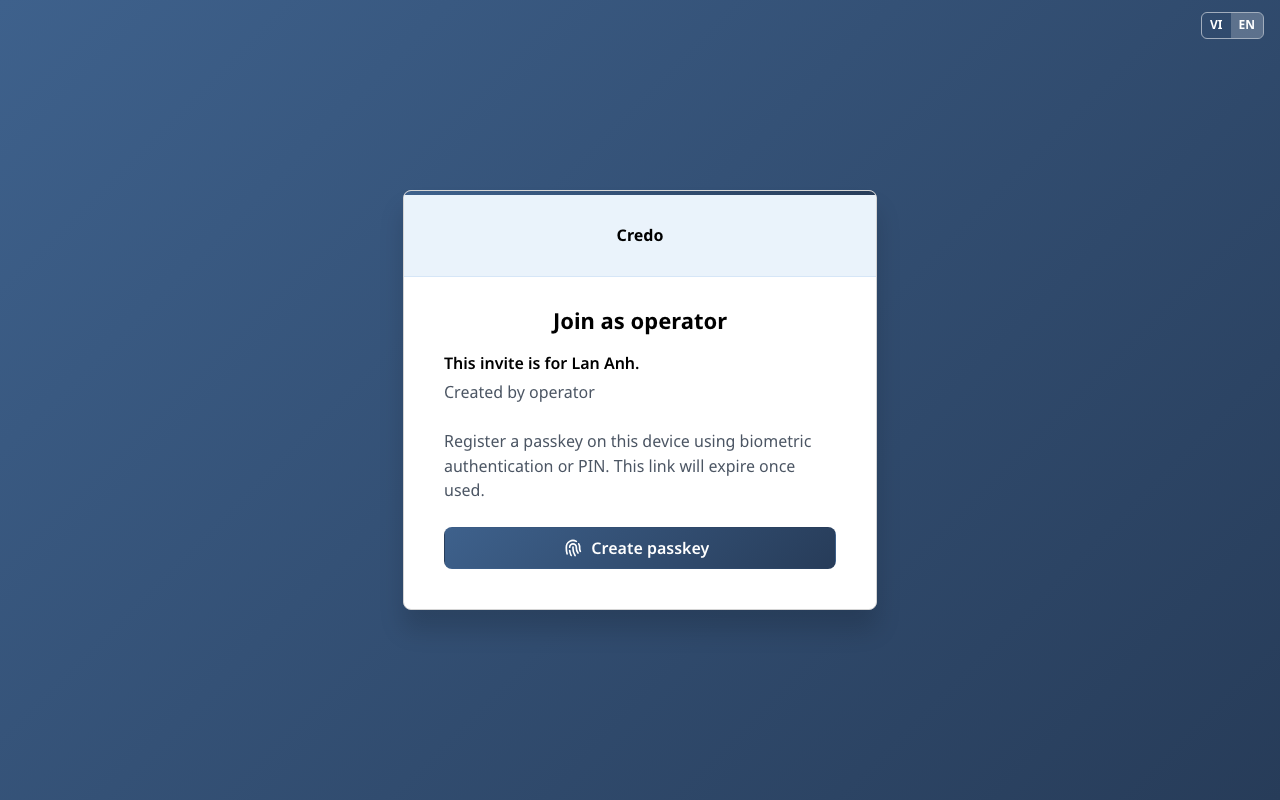 VI EN
Credo
Join as operator
This invite is for Lan Anh.
Created by operator
Register a passkey on this device using biometric
authentication or PIN. This link will expire once
used.
Create passkey